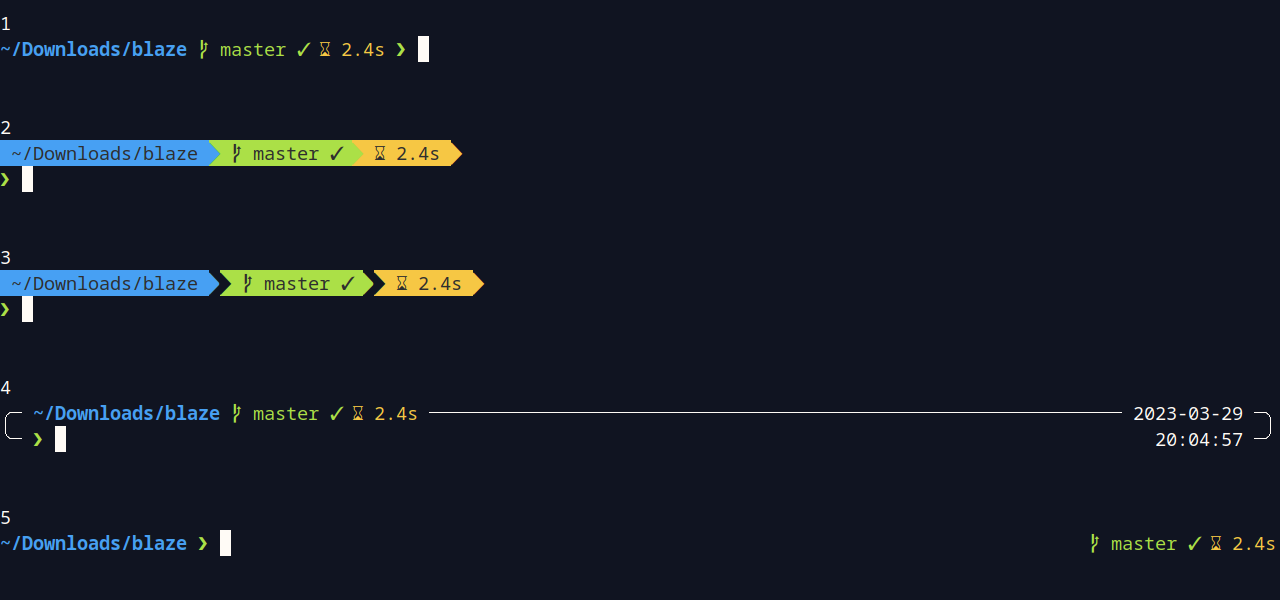 1
~/Downloads/blaze master ✓ ⧖ 2.4s ❯
2
~/Downloads/blaze master ✓ ⧖ 2.4s
❯
3
~/Downloads/blaze master ✓ ⧖ 2.4s
❯
4
~/Downloads/blaze master ✓ ⧖ 2.4s 2023-03-29
❯ 20:04:57
5
~/Downloads/blaze ❯ master ✓ ⧖ 2.4s